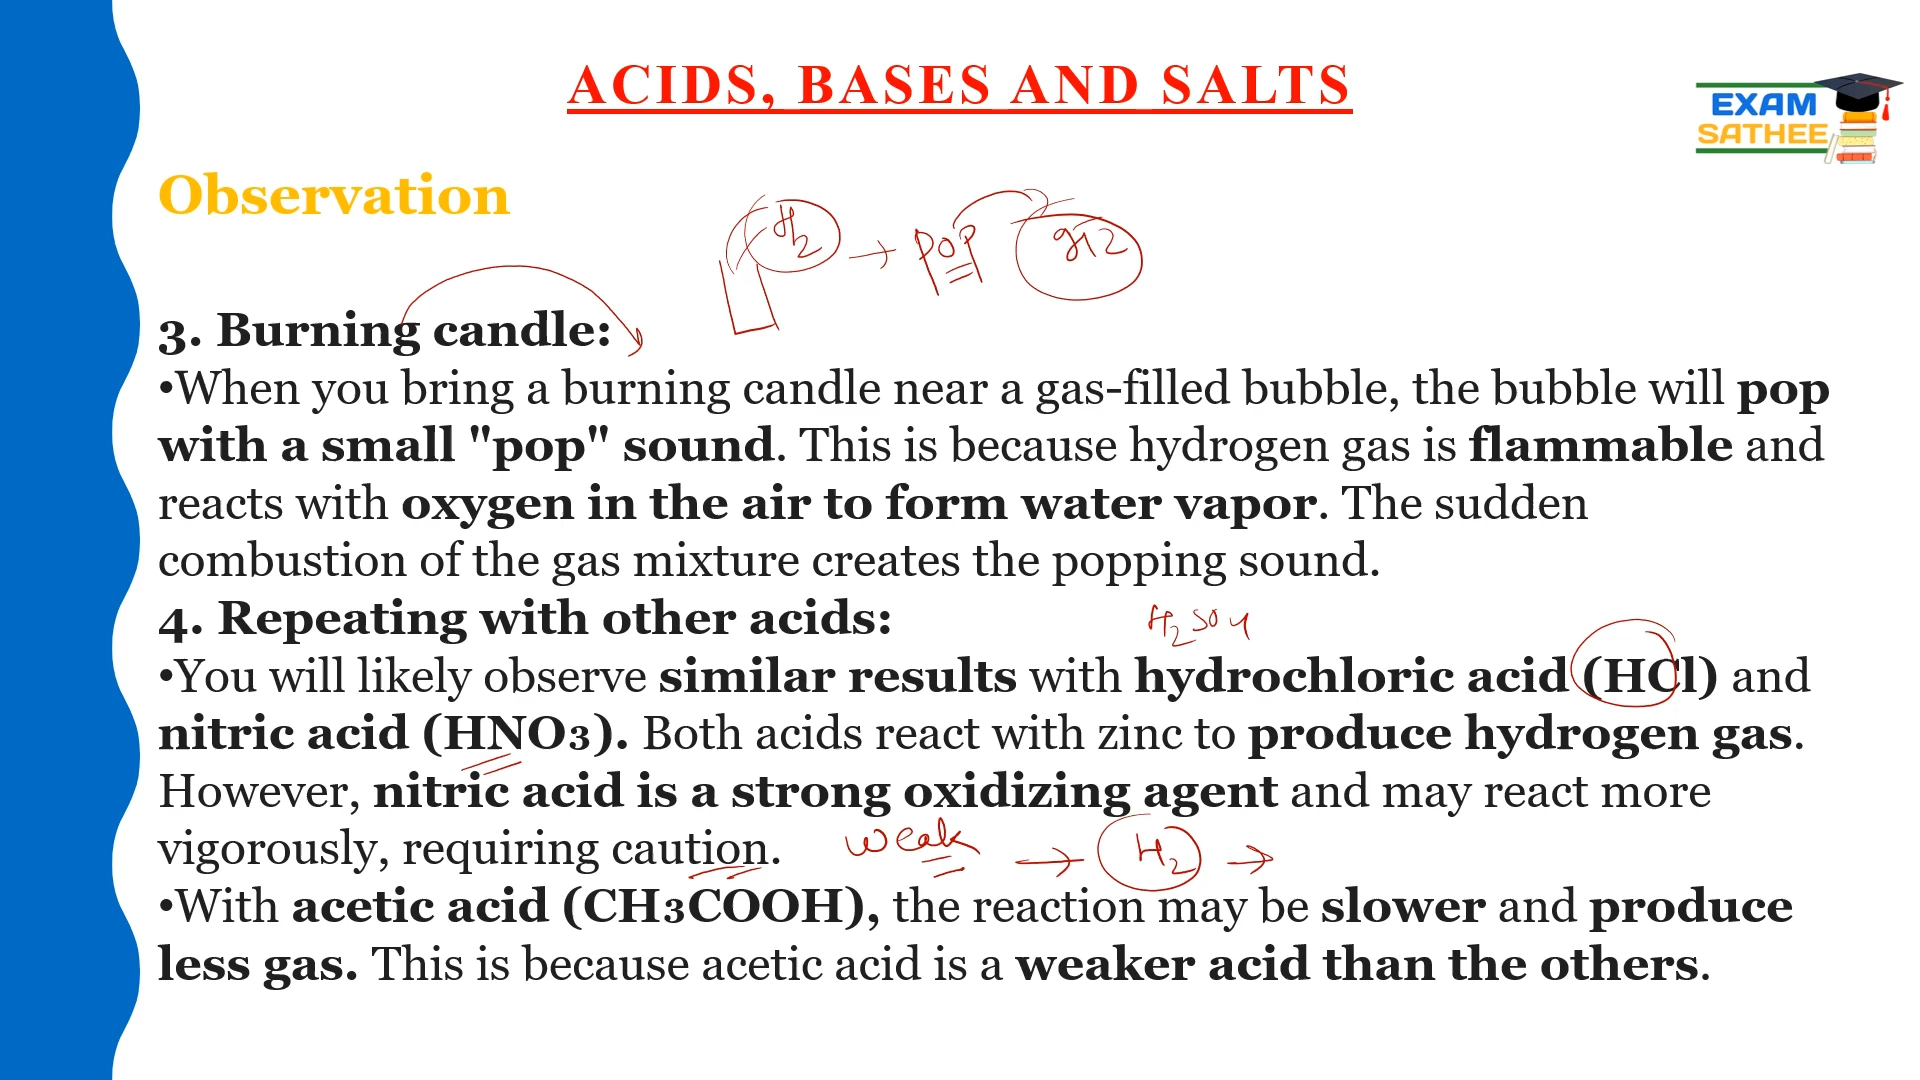 ACIDS, BASES AND SALTS
EXAM
SATHEE
Observation
H2 → pop
3. Burning candle:
•When you bring a burning candle near a gas-filled bubble, the bubble will pop
with a small "pop" sound. This is because hydrogen gas is flammable and
reacts with oxygen in the air to form water vapor. The sudden
combustion of the gas mixture creates the popping sound.
4. Repeating with other acids:
H2SO4
•You will likely observe similar results with hydrochloric acid (HCl) and
nitric acid (HNO3). Both acids react with zinc to produce hydrogen gas.
However, nitric acid is a strong oxidizing agent and may react more
vigorously, requiring caution.
weak → H2 →
•With acetic acid (CH3COOH), the reaction may be slower and produce
less gas. This is because acetic acid is a weaker acid than the others.